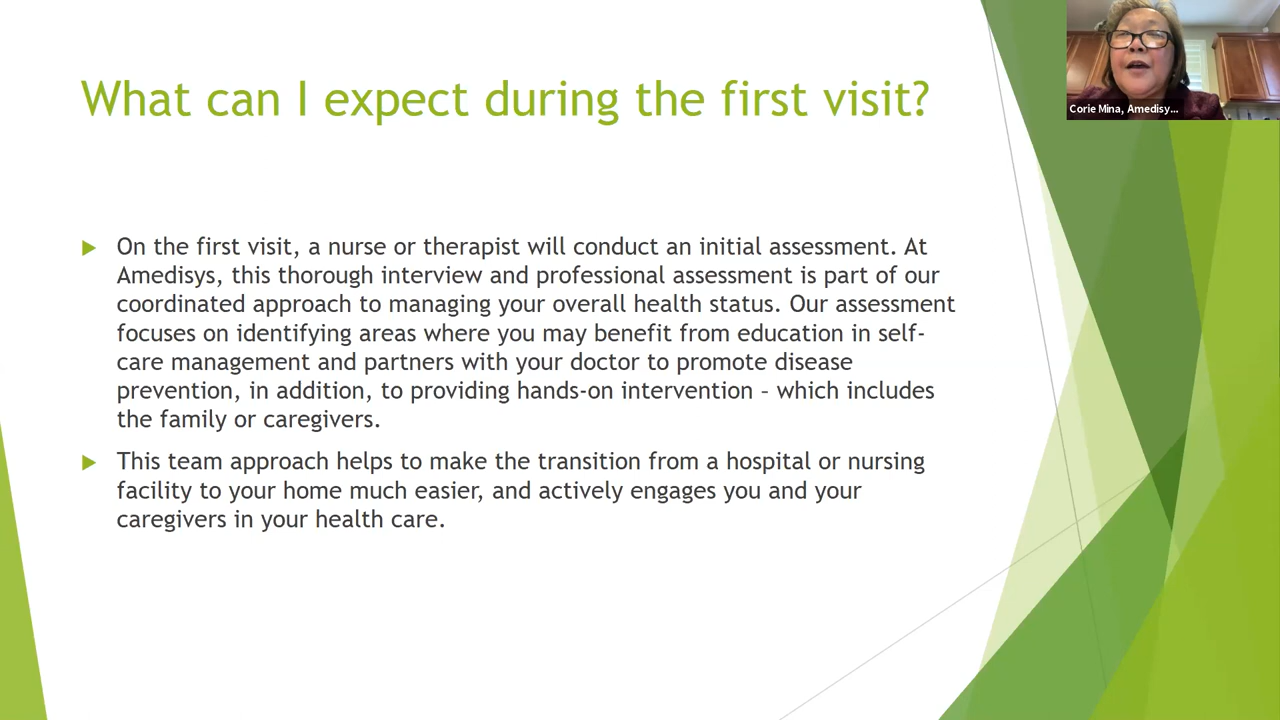 What can I expect during the first visit?
Corie Mina, Amedisy...
On the first visit, a nurse or therapist will conduct an initial assessment. At
Amedisys, this thorough interview and professional assessment is part of our
coordinated approach to managing your overall health status. Our assessment
focuses on identifying areas where you may benefit from education in self-
care management and partners with your doctor to promote disease
prevention, in addition, to providing hands-on intervention – which includes
the family or caregivers.
This team approach helps to make the transition from a hospital or nursing
facility to your home much easier, and actively engages you and your
caregivers in your health care.